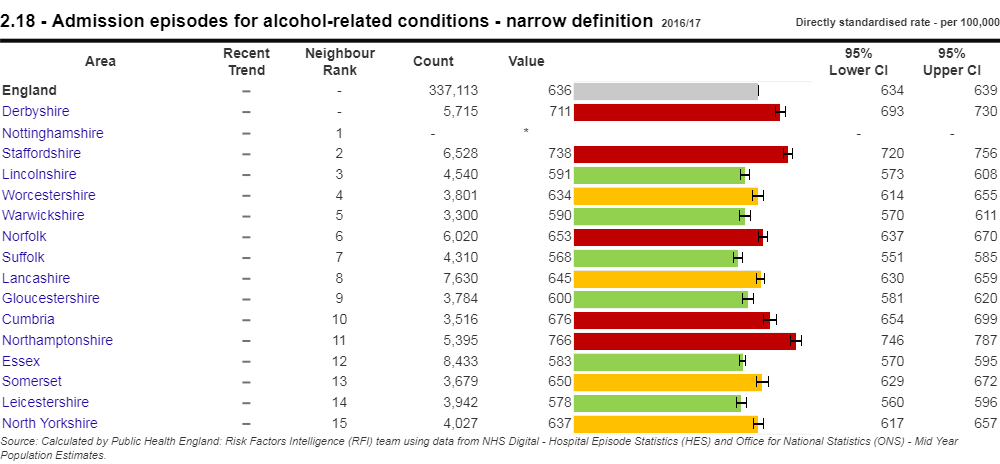 2.18 - Admission episodes for alcohol-related conditions - narrow definition 2016/17 Directly standardised rate - per 100,000
Area Recent Trend Neighbour Rank Count Value 95% Lower CI 95% Upper CI
England – - 337,113 636 634 639
Derbyshire – - 5,715 711 693 730
Nottinghamshire – 1 - * - -
Staffordshire – 2 6,528 738 720 756
Lincolnshire – 3 4,540 591 573 608
Worcestershire – 4 3,801 634 614 655
Warwickshire – 5 3,300 590 570 611
Norfolk – 6 6,020 653 637 670
Suffolk – 7 4,310 568 551 585
Lancashire – 8 7,630 645 630 659
Gloucestershire – 9 3,784 600 581 620
Cumbria – 10 3,516 676 654 699
Northamptonshire – 11 5,395 766 746 787
Essex – 12 8,433 583 570 595
Somerset – 13 3,679 650 629 672
Leicestershire – 14 3,942 578 560 596
North Yorkshire – 15 4,027 637 617 657
Source: Calculated by Public Health England: Risk Factors Intelligence (RFI) team using data from NHS Digital - Hospital Episode Statistics (HES) and Office for National Statistics (ONS) - Mid Year
Population Estimates.